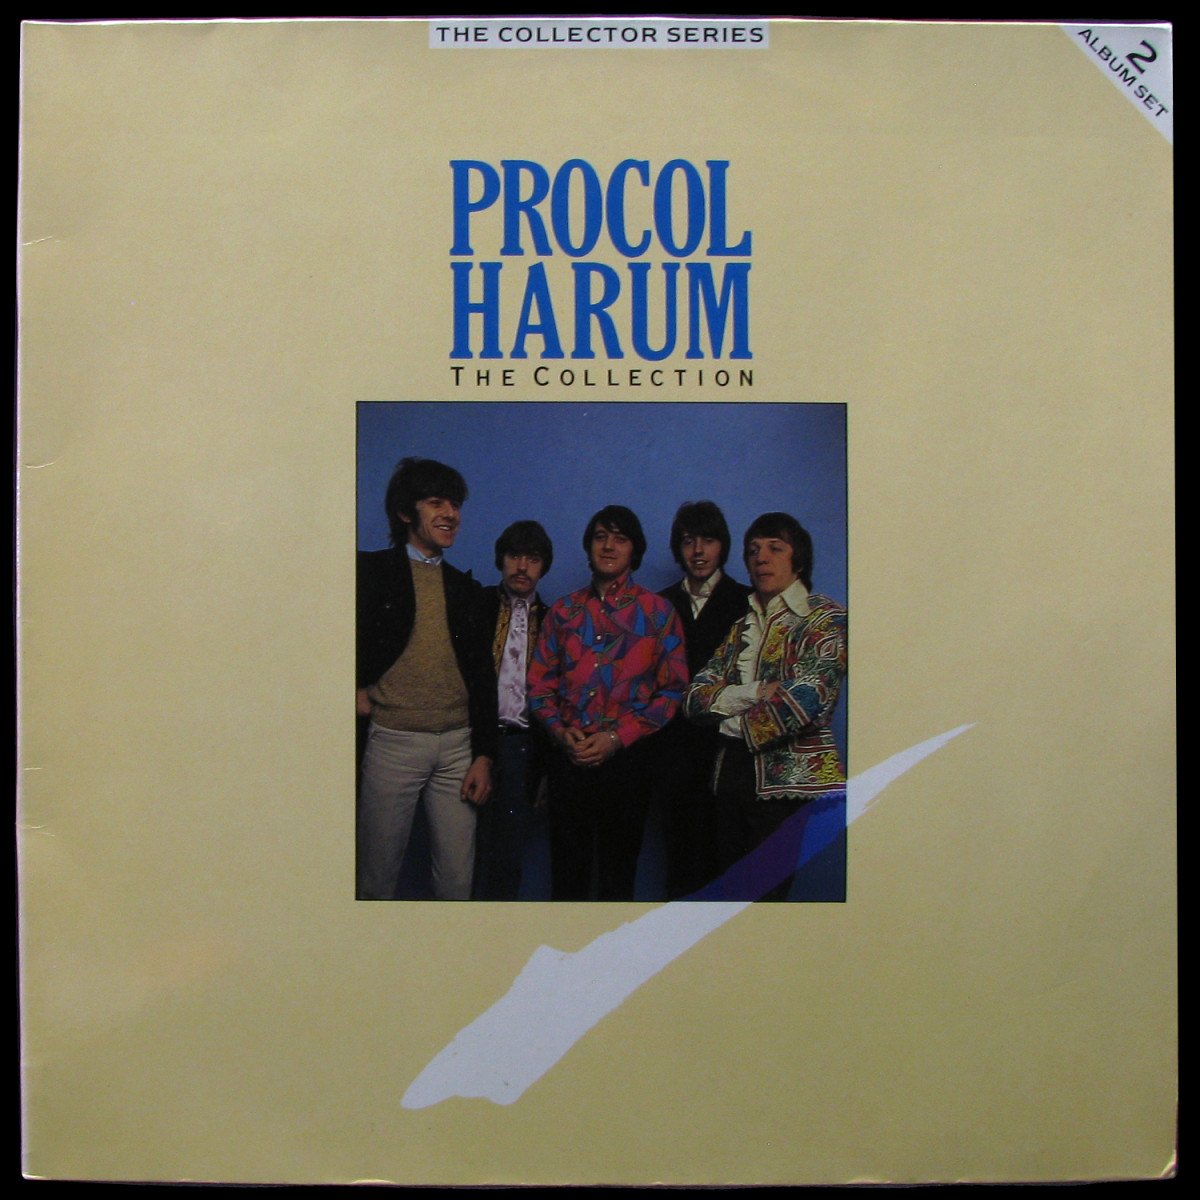 THE COLLECTOR SERIES
2
ALBUM SET
PROCOL
HARUM
THE COLLECTION